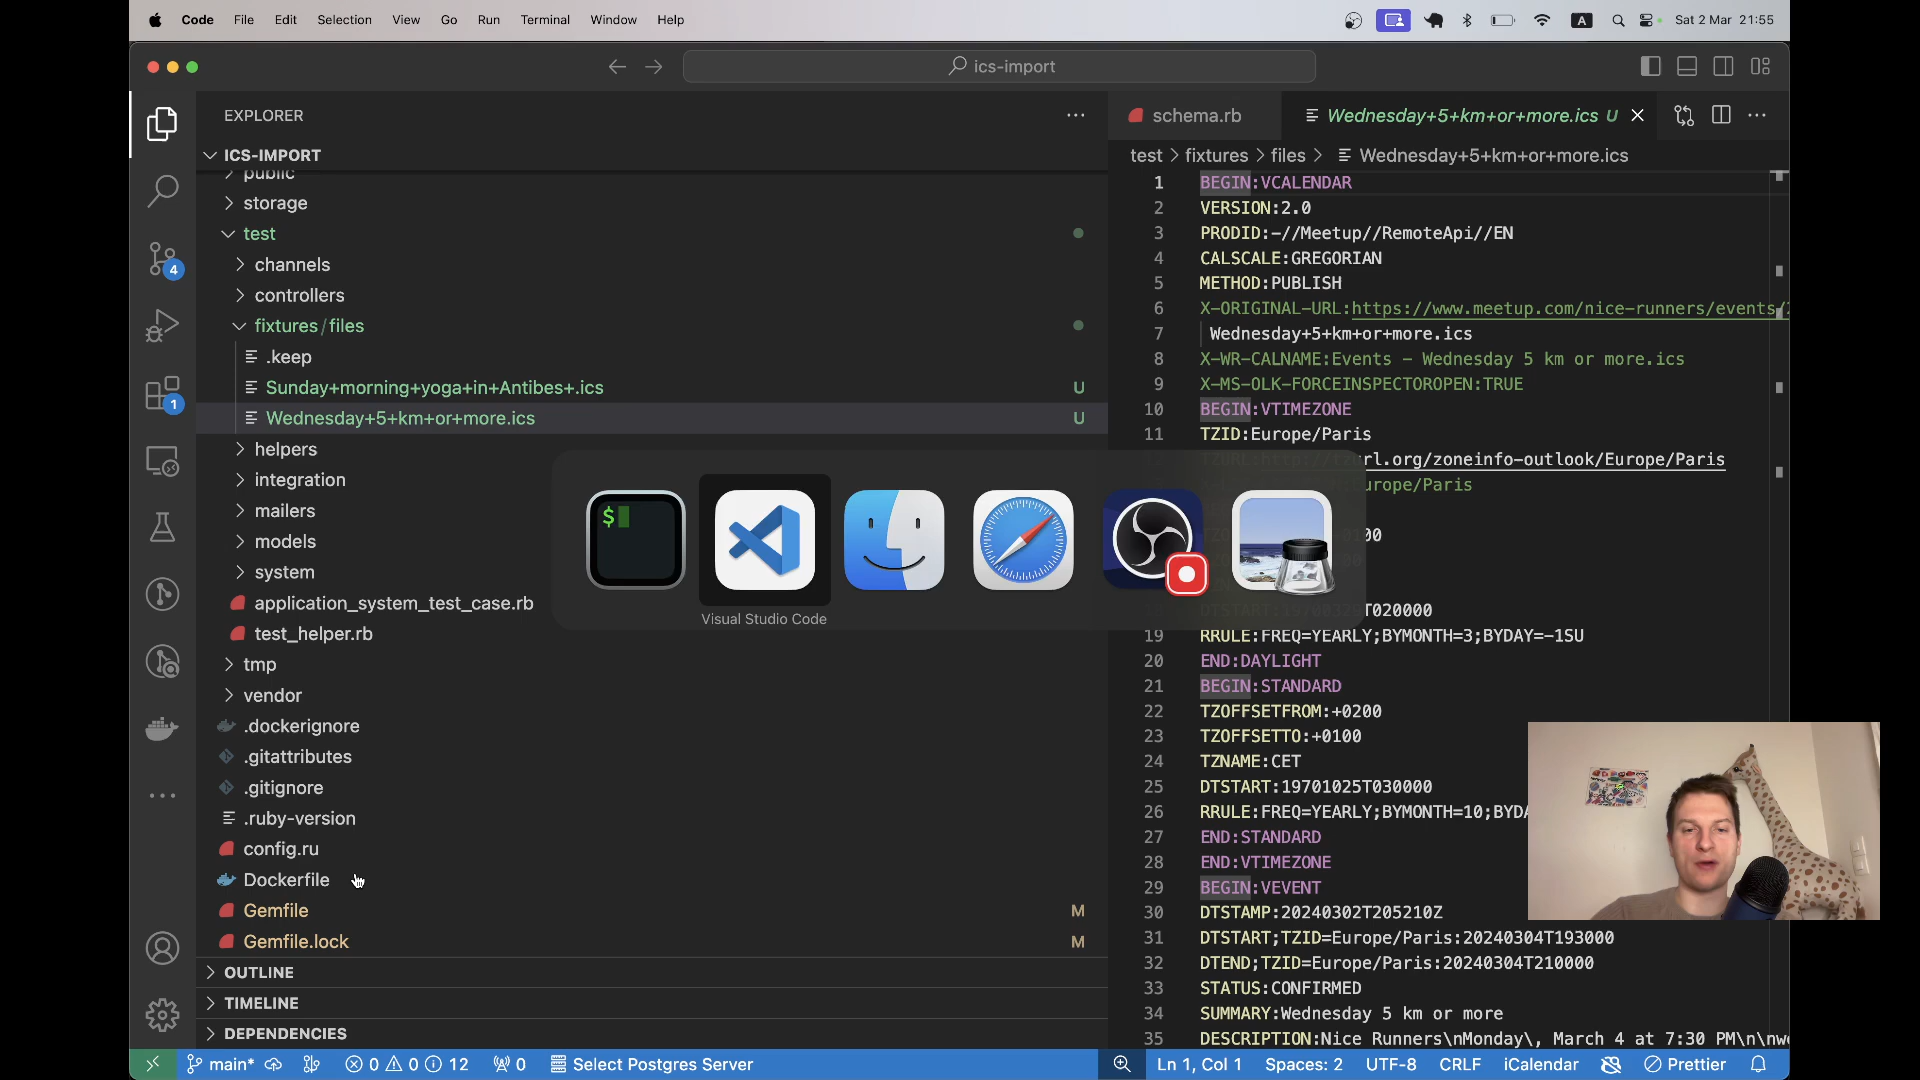 Code File Edit Selection View Go Run Terminal Window Help
A
Sat 2 Mar 21:55
ics-import
EXPLORER
ICS-IMPORT
public
storage
test
channels
controllers
fixtures/files
.keep
Sunday+morning+yoga+in+Antibes+.ics U
Wednesday+5+km+or+more.ics U
helpers
integration
mailers
models
system
application_system_test_case.rb
test_helper.rb
tmp
vendor
.dockerignore
.gitattributes
.gitignore
.ruby-version
config.ru
Dockerfile
Gemfile M
Gemfile.lock M
OUTLINE
TIMELINE
DEPENDENCIES
4
1
schema.rb
Wednesday+5+km+or+more.ics U
test > fixtures > files > Wednesday+5+km+or+more.ics
1 BEGIN:VCALENDAR
2 VERSION:2.0
3 PRODID:-//Meetup//RemoteApi//EN
4 CALSCALE:GREGORIAN
5 METHOD:PUBLISH
6 X-ORIGINAL-URL:https://www.meetup.com/nice-runners/events/
7 Wednesday+5+km+or+more.ics
8 X-WR-CALNAME:Events - Wednesday 5 km or more.ics
9 X-MS-OLK-FORCEINSPECTOROPEN:TRUE
10 BEGIN:VTIMEZONE
11 TZID:Europe/Paris
rl.org/zoneinfo-outlook/Europe/Paris
urope/Paris
00
T020000
19 RRULE:FREQ=YEARLY;BYMONTH=3;BYDAY=-1SU
20 END:DAYLIGHT
21 BEGIN:STANDARD
22 TZOFFSETFROM:+0200
23 TZOFFSETTO:+0100
24 TZNAME:CET
25 DTSTART:19701025T030000
26 RRULE:FREQ=YEARLY;BYMONTH=10;BYDA
27 END:STANDARD
28 END:VTIMEZONE
29 BEGIN:VEVENT
30 DTSTAMP:20240302T205210Z
31 DTSTART;TZID=Europe/Paris:20240304T193000
32 DTEND;TZID=Europe/Paris:20240304T210000
33 STATUS:CONFIRMED
34 SUMMARY:Wednesday 5 km or more
35 DESCRIPTION:Nice Runners\nMonday\, March 4 at 7:30 PM\n\nwe
$
Visual Studio Code
main* 0 0 12 0 Select Postgres Server
Ln 1, Col 1 Spaces: 2 UTF-8 CRLF iCalendar Prettier